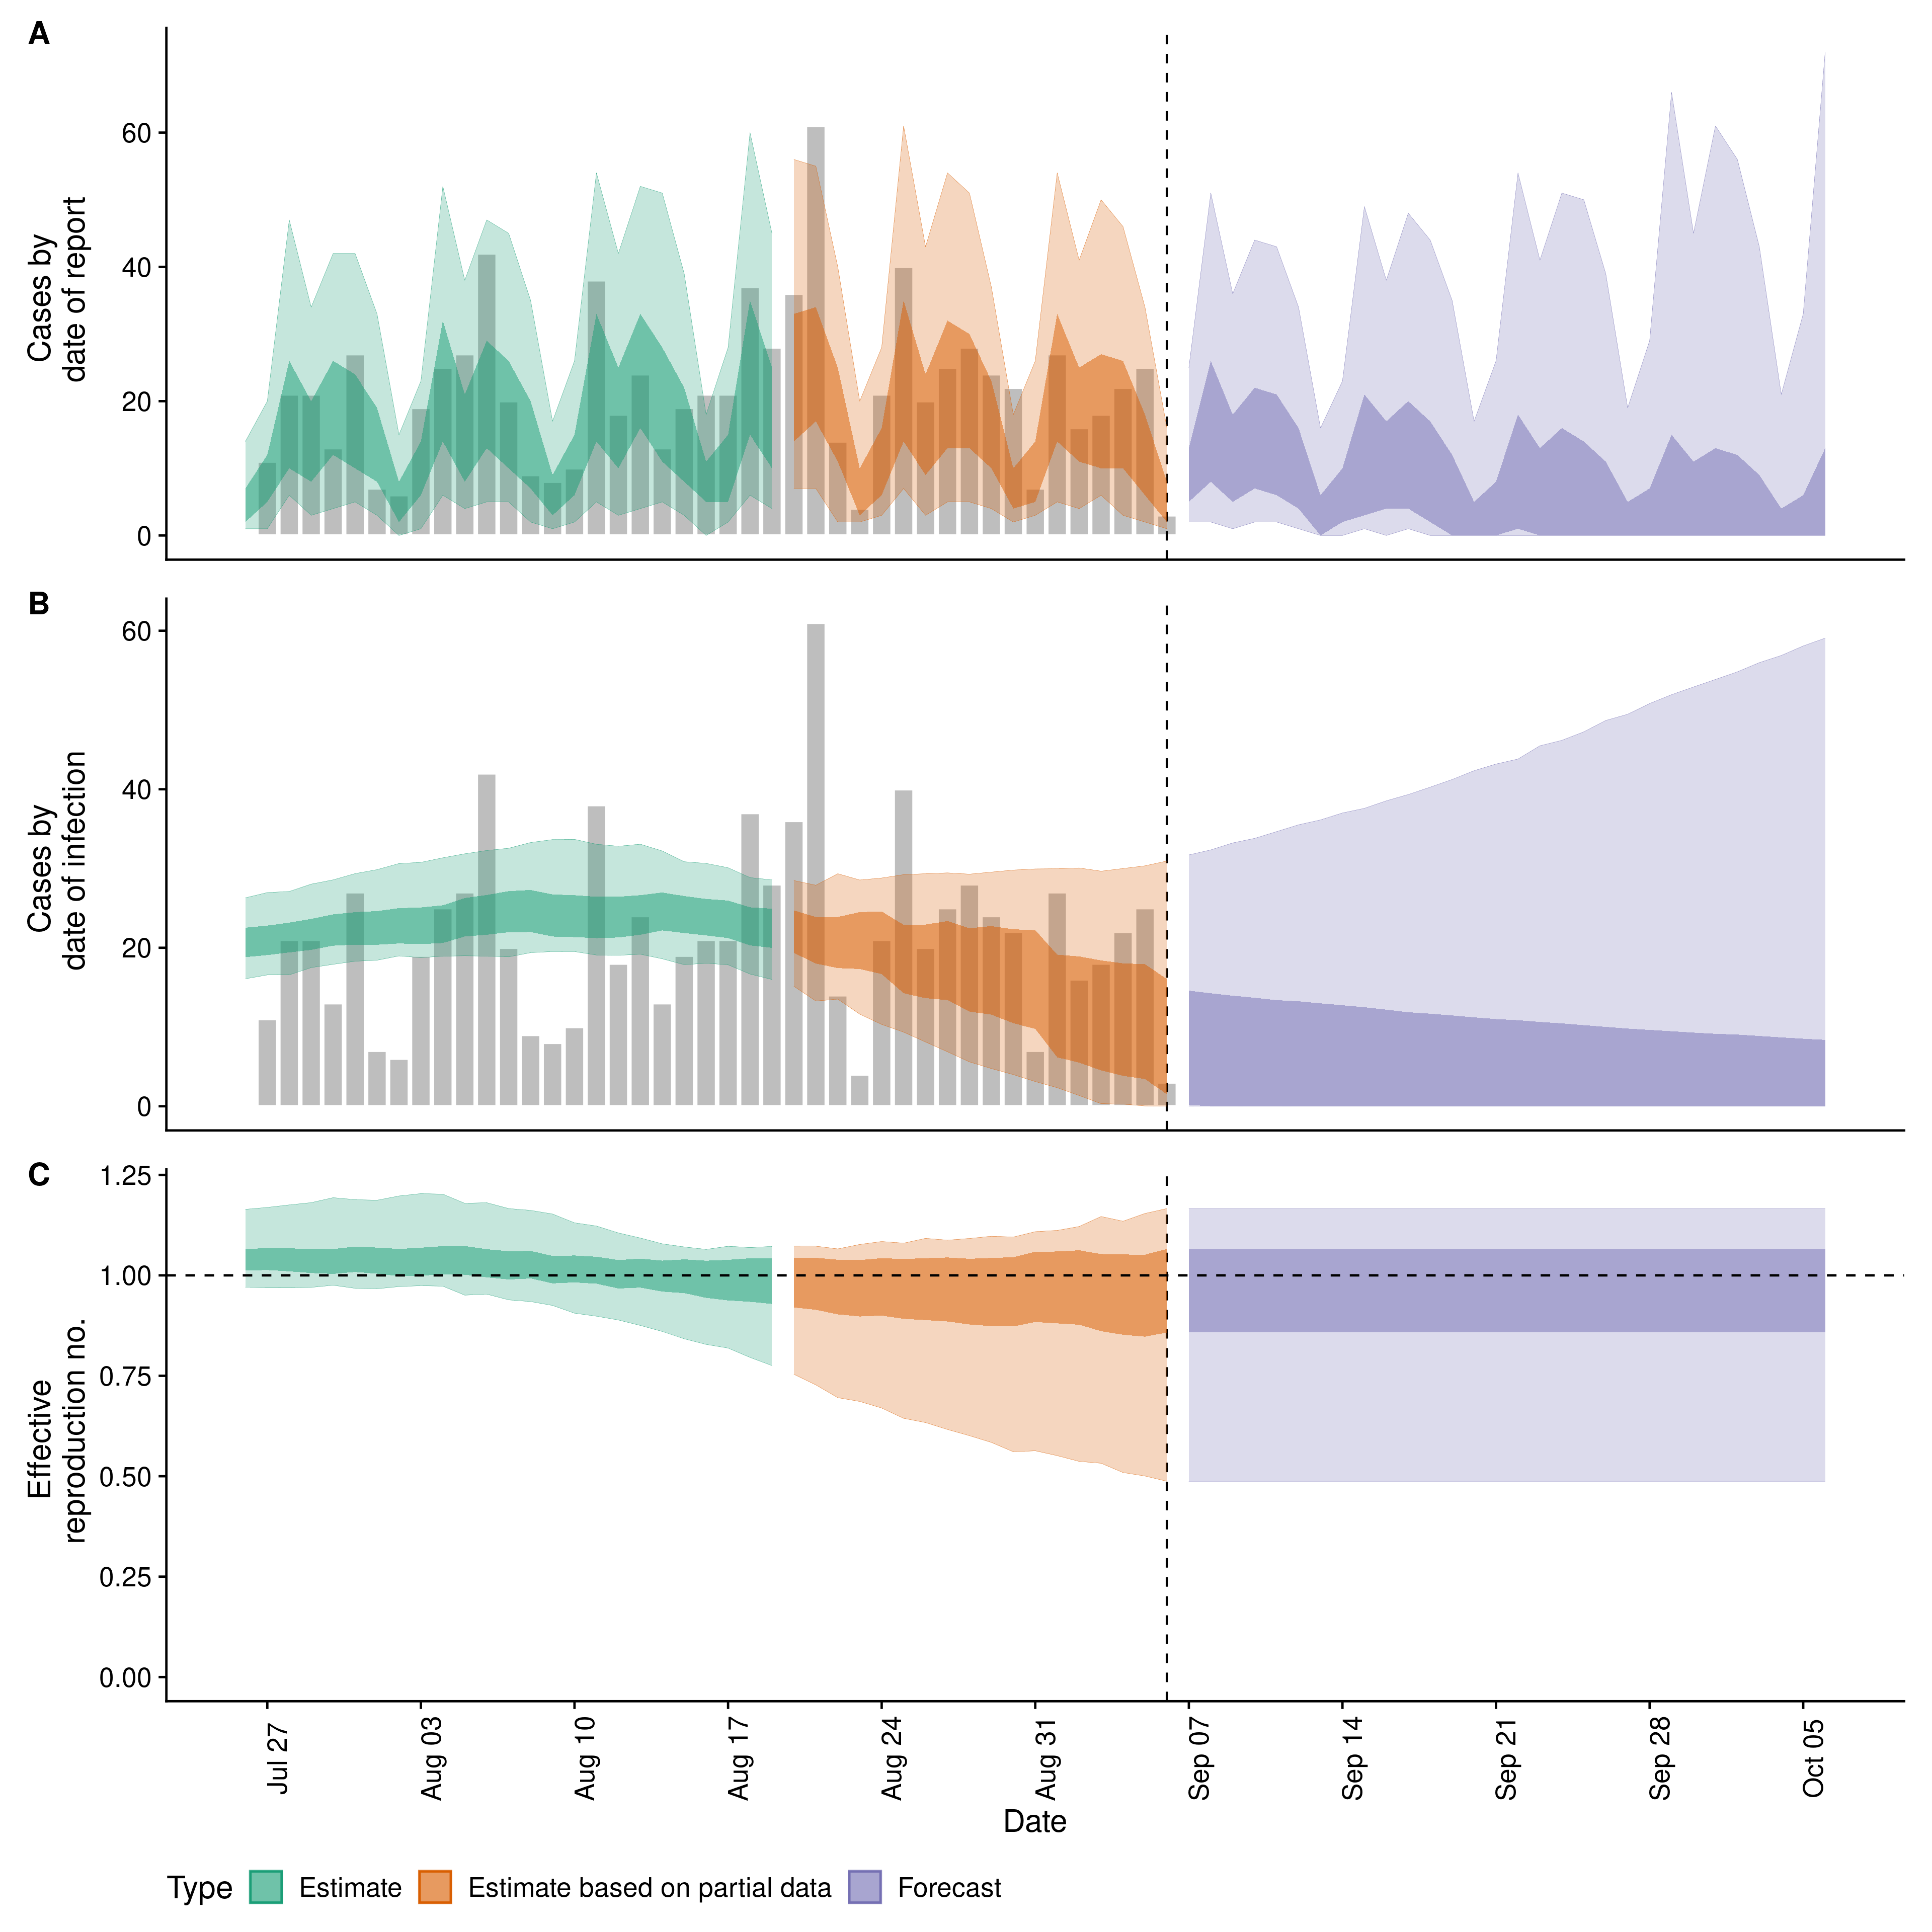 A
Cases by
date of report
60
40
20
0
B
Cases by
date of infection
60
40
20
0
C
Effective
reproduction no.
1.25
1.00
0.75
0.50
0.25
0.00
Jul 27
Aug 03
Aug 10
Aug 17
Aug 24
Aug 31
Sep 07
Sep 14
Sep 21
Sep 28
Oct 05
Date
Type Estimate Estimate based on partial data Forecast